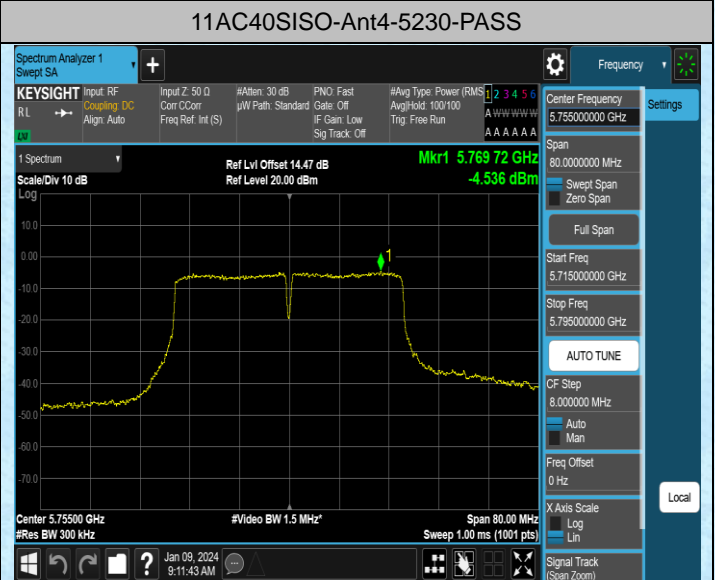 11AC40SISO-Ant4-5230-PASS
Spectrum Analyzer 1
Swept SA
+
Frequency
KEYSIGHT
RL
LXI
Input: RF
Coupling: DC
Align: Auto
Input Z: 50 Ω
Corr CCorr
Freq Ref: Int (S)
#Atten: 30 dB
µW Path: Standard
PNO: Fast
Gate: Off
IF Gain: Low
Sig Track: Off
#Avg Type: Power (RMS
Avg|Hold: 100/100
Trig: Free Run
1 2 3 4 5 6
A W W W W W
A A A A A A
Center Frequency
5.755000000 GHz
Settings
Span
80.0000000 MHz
Swept Span
Zero Span
Full Span
Start Freq
5.715000000 GHz
Stop Freq
5.795000000 GHz
AUTO TUNE
CF Step
8.000000 MHz
Auto
Man
Freq Offset
0 Hz
X Axis Scale
Log
Lin
Signal Track
(Span Zoom)
Local
1 Spectrum
Scale/Div 10 dB
Log
Ref Lvl Offset 14.47 dB
Ref Level 20.00 dBm
Mkr1 5.769 72 GHz
-4.536 dBm
10.0
0.00
-10.0
-20.0
-30.0
-40.0
-50.0
-60.0
-70.0
1
Center 5.75500 GHz
#Res BW 300 kHz
#Video BW 1.5 MHz*
Span 80.00 MHz
Sweep 1.00 ms (1001 pts)
?
Jan 09, 2024
9:11:43 AM